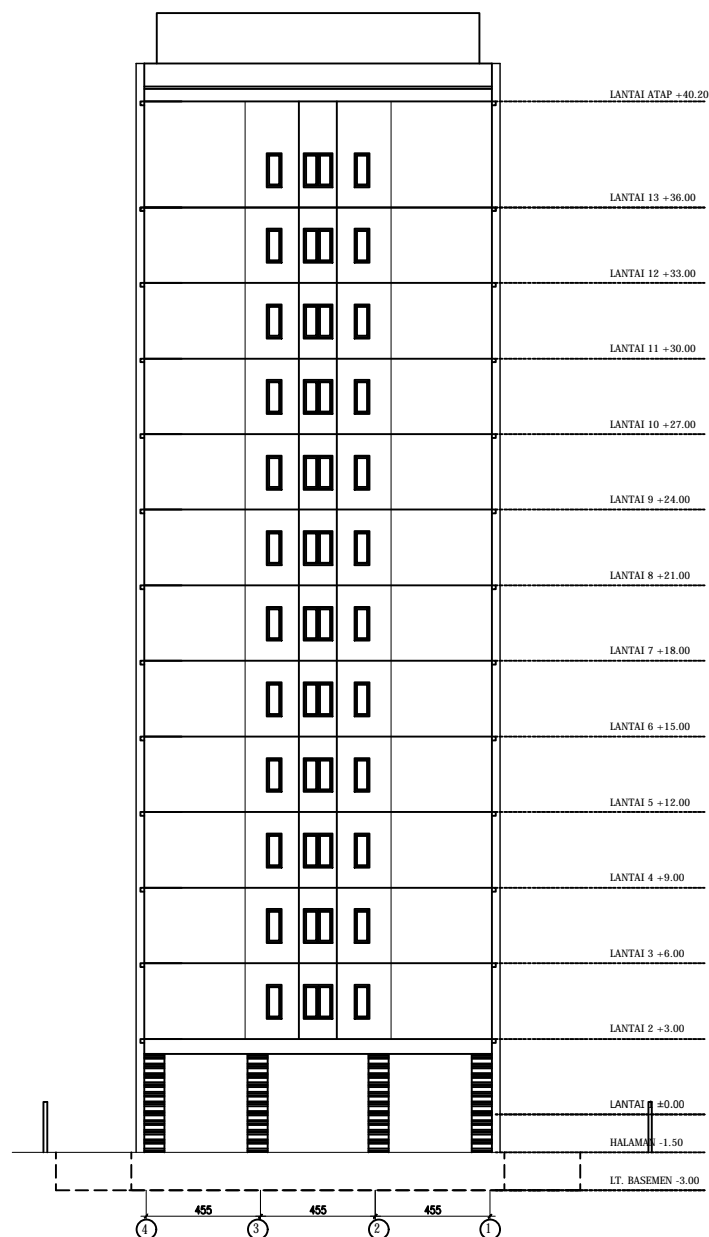 LANTAI ATAP +40.20
LANTAI 13 +36.00
LANTAI 12 +33.00
LANTAI 11 +30.00
LANTAI 10 +27.00
LANTAI 9 +24.00
LANTAI 8 +21.00
LANTAI 7 +18.00
LANTAI 6 +15.00
LANTAI 5 +12.00
LANTAI 4 +9.00
LANTAI 3 +6.00
LANTAI 2 +3.00
LANTAI ±0.00
HALAMAN -1.50
LT. BASEMEN -3.00
455 455 455
4 3 2 1